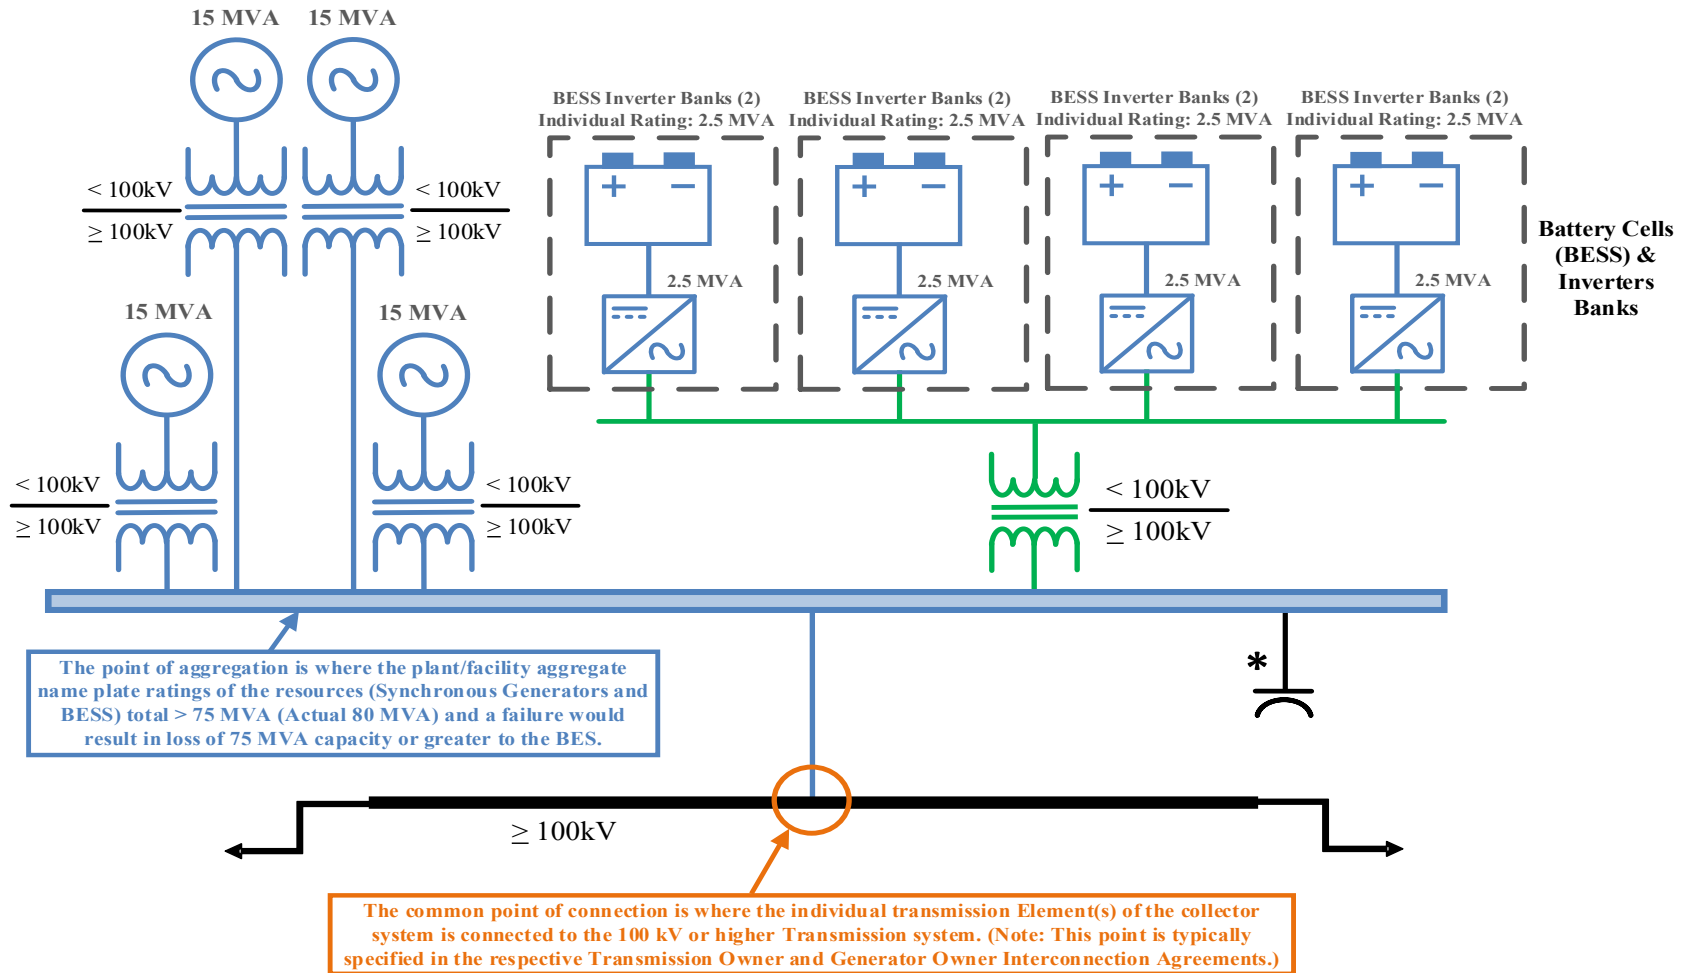 15 MVA
15 MVA
BESS Inverter Banks (2)
Individual Rating: 2.5 MVA
BESS Inverter Banks (2)
Individual Rating: 2.5 MVA
BESS Inverter Banks (2)
Individual Rating: 2.5 MVA
BESS Inverter Banks (2)
Individual Rating: 2.5 MVA
< 100kV
≥ 100kV
< 100kV
≥ 100kV
+ −
+ −
+ −
+ −
2.5 MVA
2.5 MVA
2.5 MVA
2.5 MVA
Battery Cells
(BESS) &
Inverters
Banks
15 MVA
15 MVA
< 100kV
≥ 100kV
< 100kV
≥ 100kV
< 100kV
≥ 100kV
The point of aggregation is where the plant/facility aggregate
name plate ratings of the resources (Synchronous Generators and
BESS) total > 75 MVA (Actual 80 MVA) and a failure would
result in loss of 75 MVA capacity or greater to the BES.
*
≥ 100kV
The common point of connection is where the individual transmission Element(s) of the collector
system is connected to the 100 kV or higher Transmission system. (Note: This point is typically
specified in the respective Transmission Owner and Generator Owner Interconnection Agreements.)